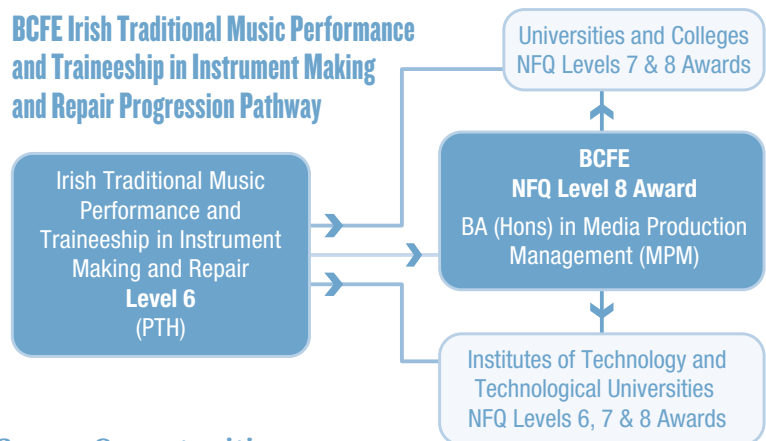 BCFE Irish Traditional Music Performance
and Traineeship in Instrument Making
and Repair Progression Pathway
Universities and Colleges
NFQ Levels 7 & 8 Awards
Irish Traditional Music
Performance and
Traineeship in Instrument
Making and Repair
Level 6
(PTH)
BCFE
NFQ Level 8 Award
BA (Hons) in Media Production
Management (MPM)
Institutes of Technology and
Technological Universities
NFQ Levels 6, 7 & 8 Awards